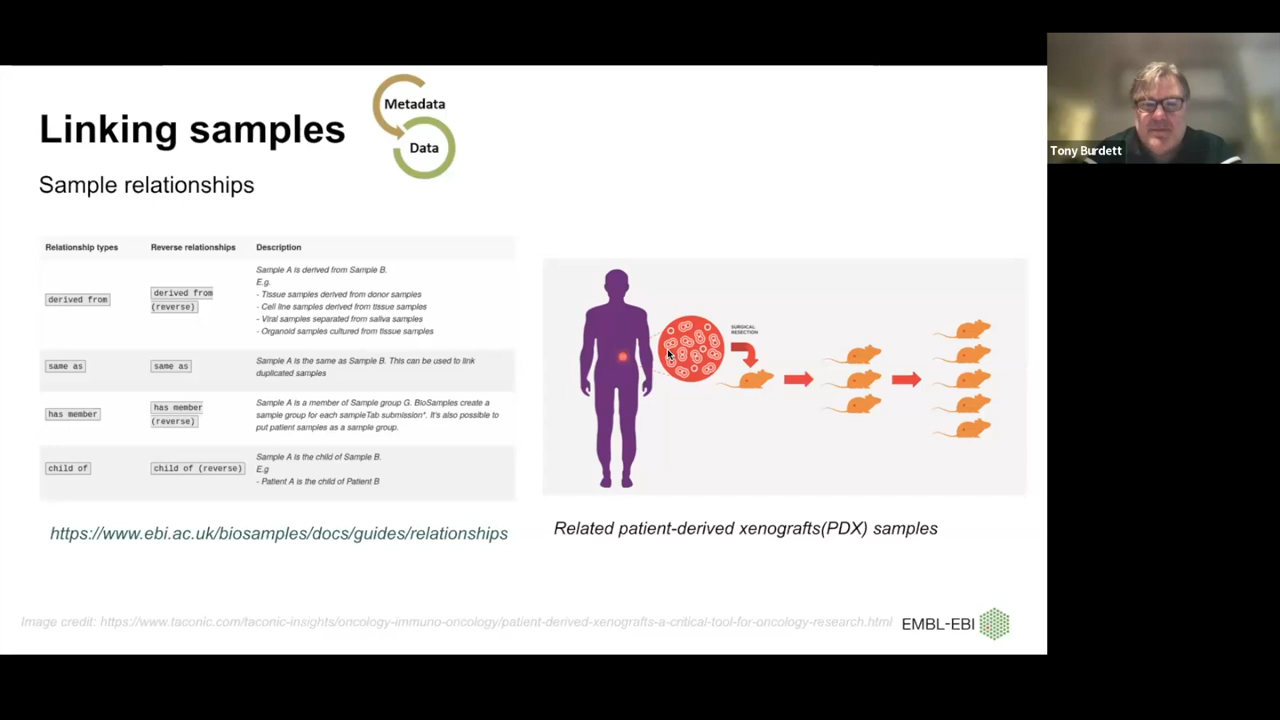 Linking samples
Metadata
Data
Sample relationships
Relationship types Reverse relationships Description
derived from
derived from
(reverse)
Sample A is derived from Sample B.
E.g.
- Tissue samples derived from donor samples
- Cell line samples derived from tissue samples
- Viral samples separated from saliva samples
- Organoid samples cultured from tissue samples
same as
same as
Sample A is the same as Sample B. This can be used to link
duplicated samples
has member
has member
(reverse)
Sample A is a member of Sample group G. BioSamples create a
sample group for each sampleTab submission*. It's also possible to
put patient samples as a sample group.
child of
child of (reverse)
Sample A is the child of Sample B.
E.g
- Patient A is the child of Patient B
https://www.ebi.ac.uk/biosamples/docs/guides/relationships
SURGICAL
RESECTION
Related patient-derived xenografts(PDX) samples
Image credit: https://www.taconic.com/taconic-insights/oncology-immuno-oncology/patient-derived-xenografts-a-critical-tool-for-oncology-research.html
EMBL-EBI
Tony Burdett